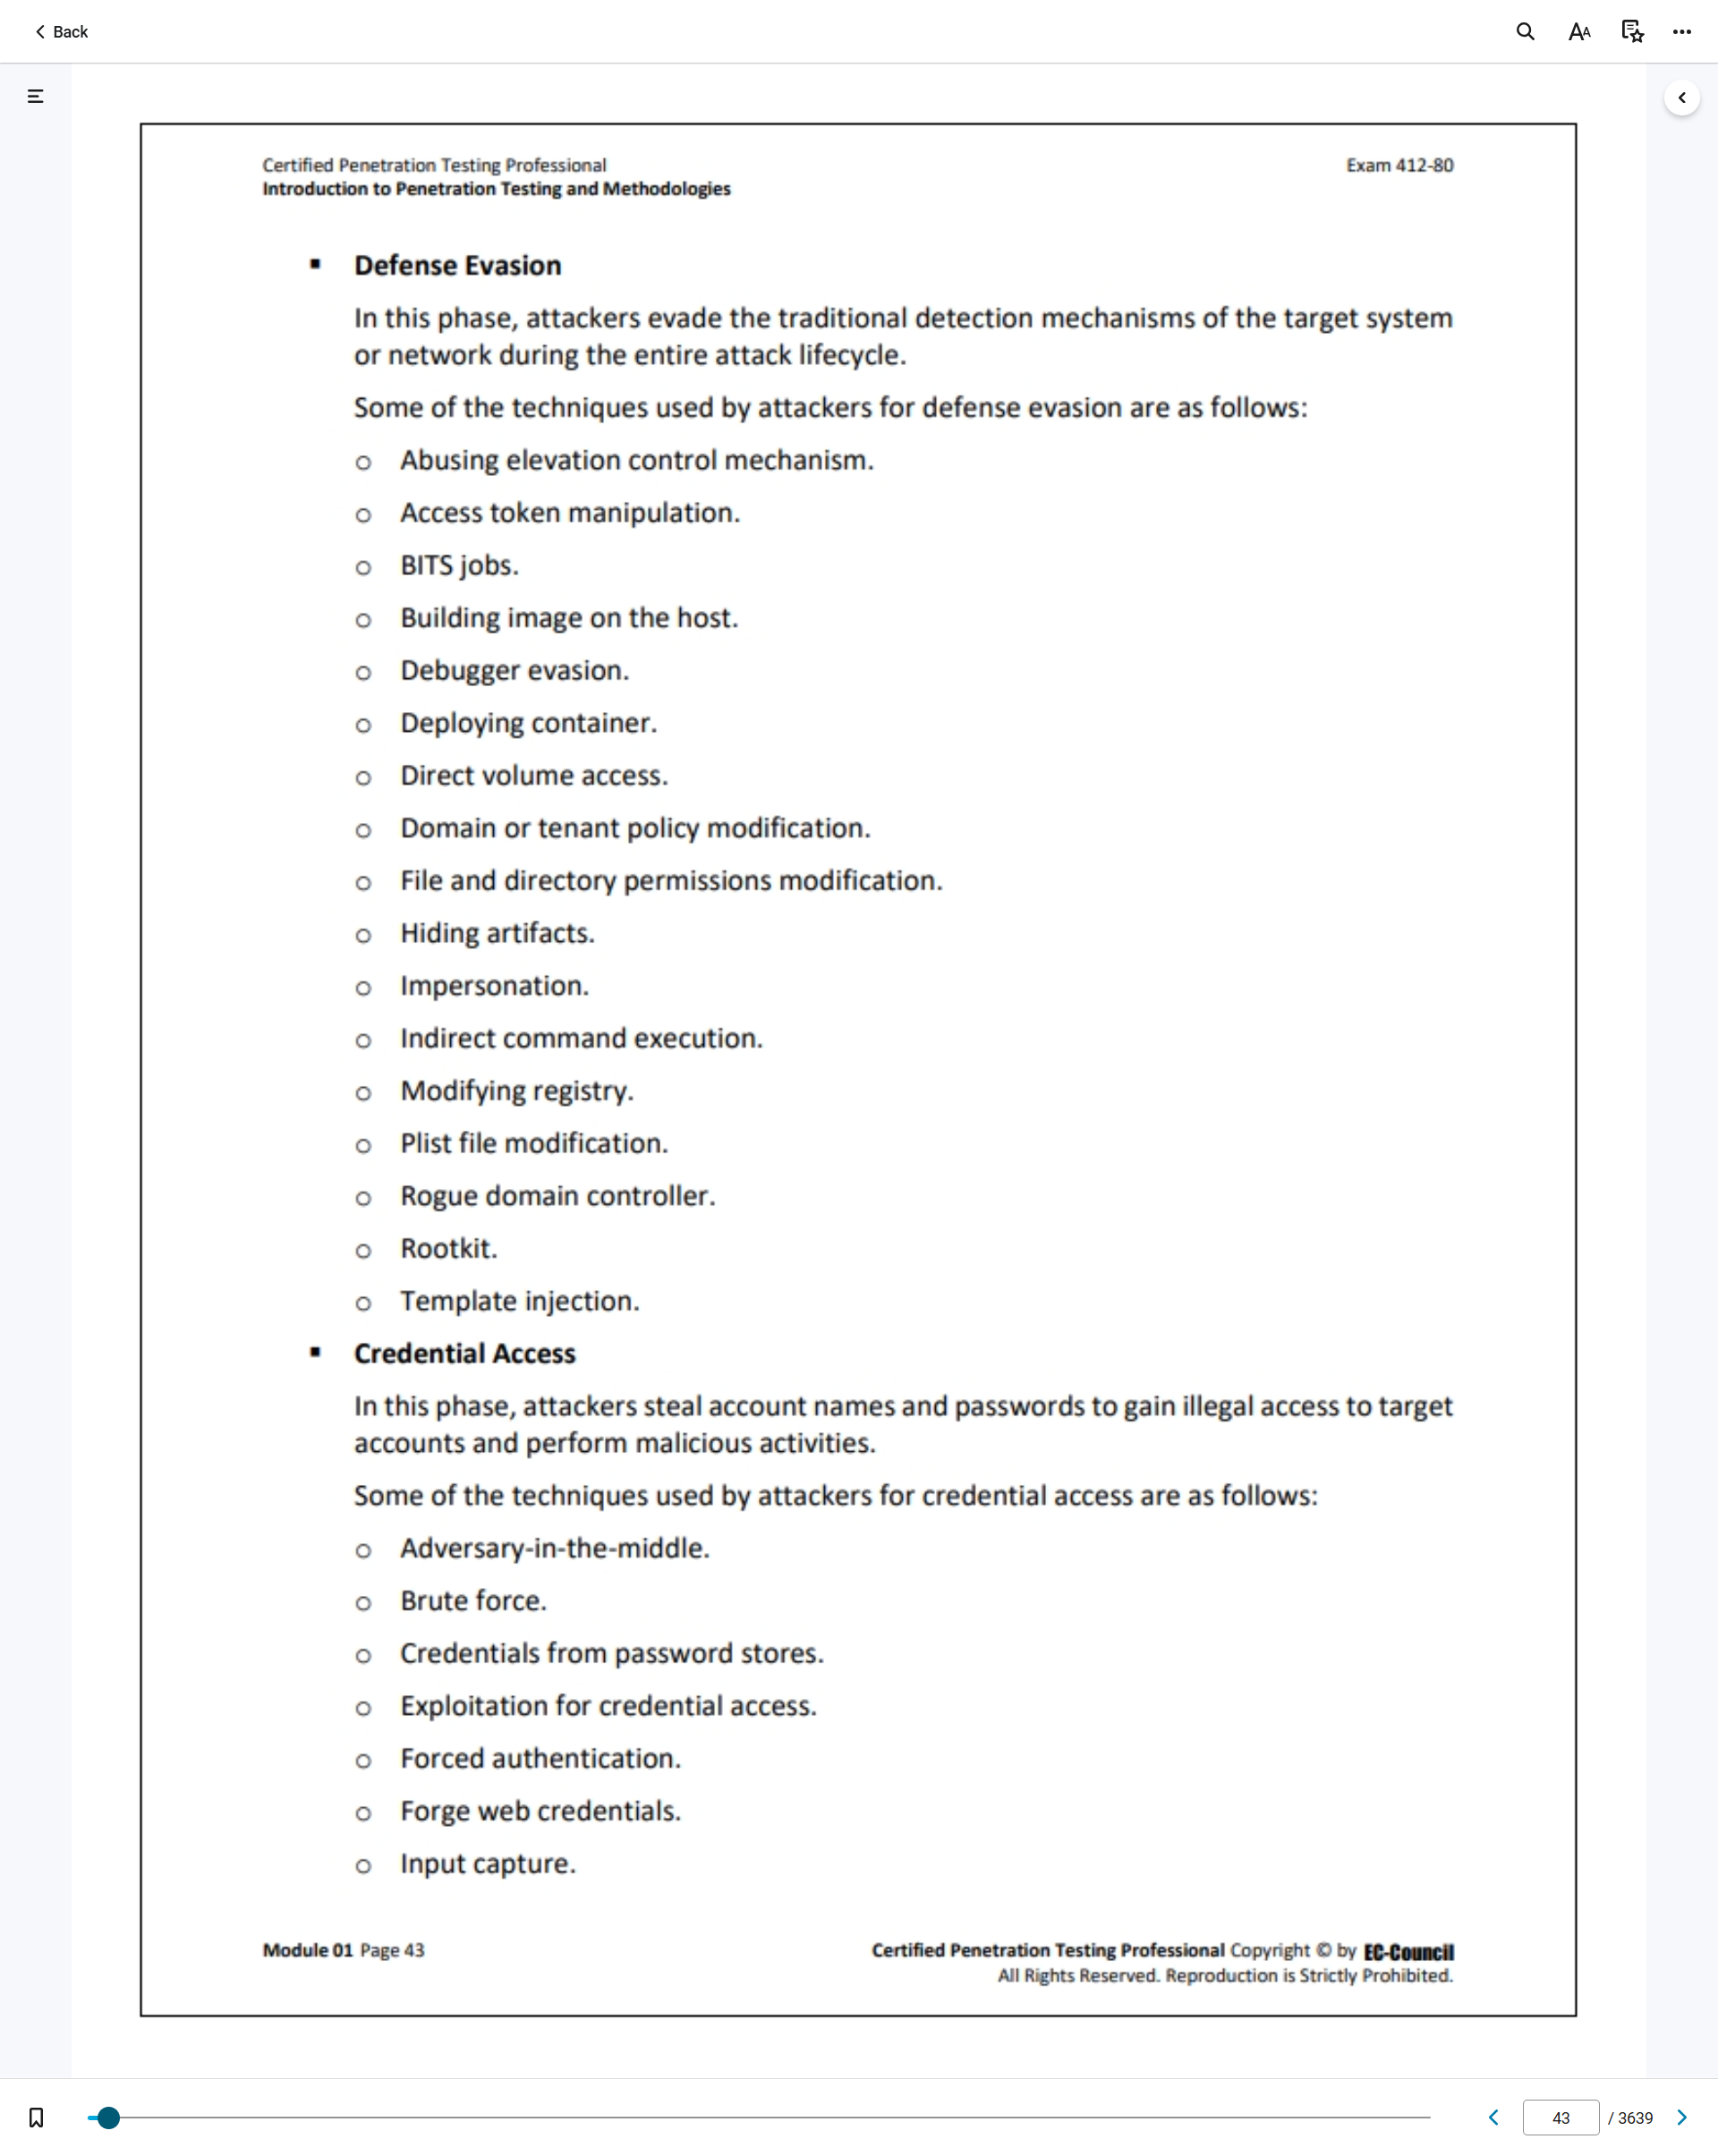 Back
Certified Penetration Testing Professional
Exam 412-80
Introduction to Penetration Testing and Methodologies
▪ Defense Evasion
In this phase, attackers evade the traditional detection mechanisms of the target system
or network during the entire attack lifecycle.
Some of the techniques used by attackers for defense evasion are as follows:
o Abusing elevation control mechanism.
o Access token manipulation.
o BITS jobs.
o Building image on the host.
o Debugger evasion.
o Deploying container.
o Direct volume access.
o Domain or tenant policy modification.
o File and directory permissions modification.
o Hiding artifacts.
o Impersonation.
o Indirect command execution.
o Modifying registry.
o Plist file modification.
o Rogue domain controller.
o Rootkit.
o Template injection.
▪ Credential Access
In this phase, attackers steal account names and passwords to gain illegal access to target
accounts and perform malicious activities.
Some of the techniques used by attackers for credential access are as follows:
o Adversary-in-the-middle.
o Brute force.
o Credentials from password stores.
o Exploitation for credential access.
o Forced authentication.
o Forge web credentials.
o Input capture.
Module 01 Page 43
Certified Penetration Testing Professional Copyright © by EC-Council
All Rights Reserved. Reproduction is Strictly Prohibited.
43 / 3639